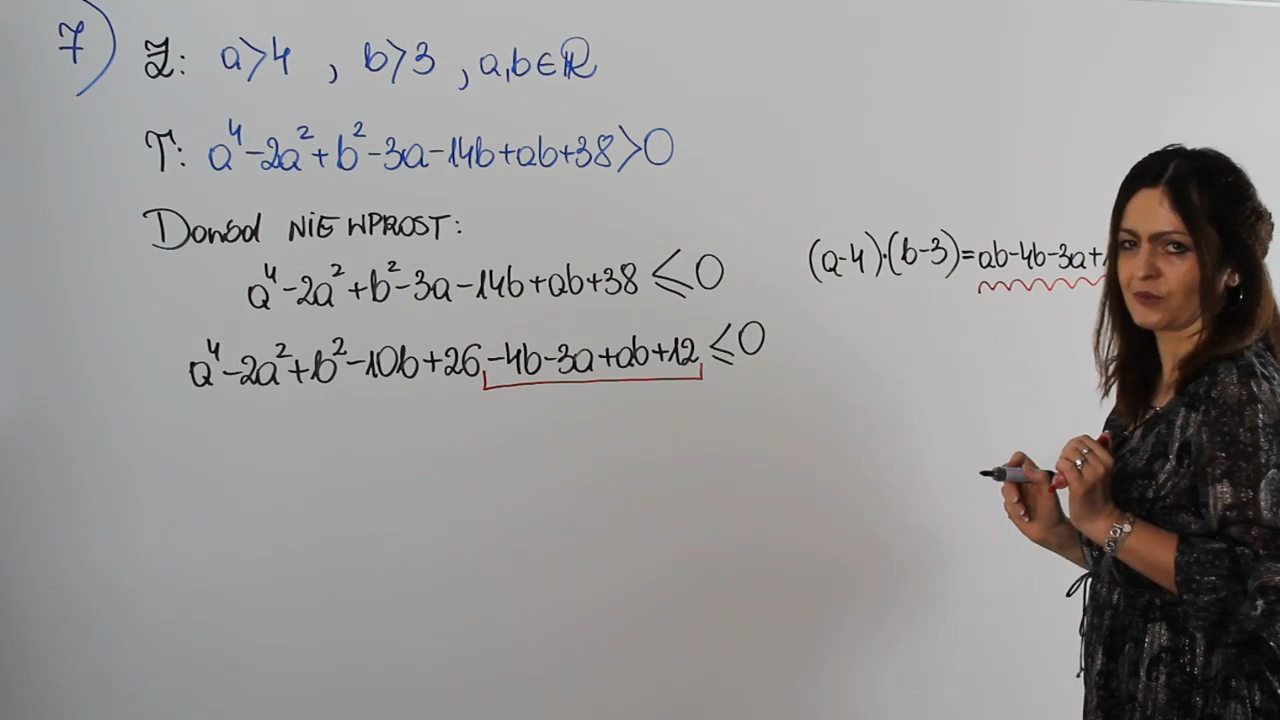 7) Z: a>4 , b>3 , a,b∈ℝ
T: a⁴-2a²+b²-3a-14b+ab+38>0
Dowód NIE WPROST:
a⁴-2a²+b²-3a-14b+ab+38≤0
(a-4)·(b-3)=ab-4b-3a+
a⁴-2a²+b²-10b+26-4b-3a+ab+12≤0